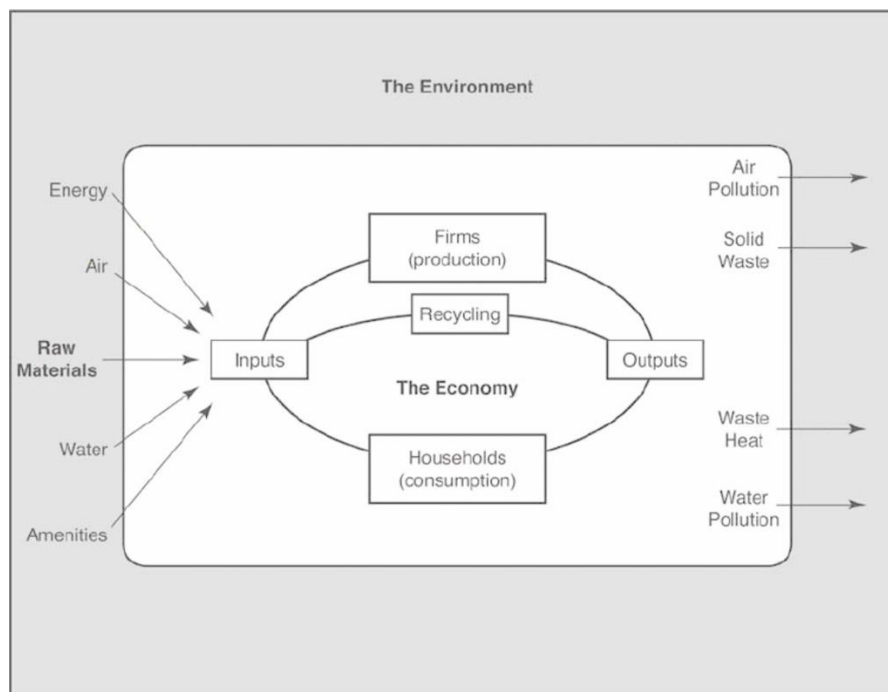 The Environment
Energy
Air
Raw
Materials
Water
Amenities
Inputs
Firms
(production)
Recycling
The Economy
Households
(consumption)
Outputs
Air
Pollution
Solid
Waste
Waste
Heat
Water
Pollution